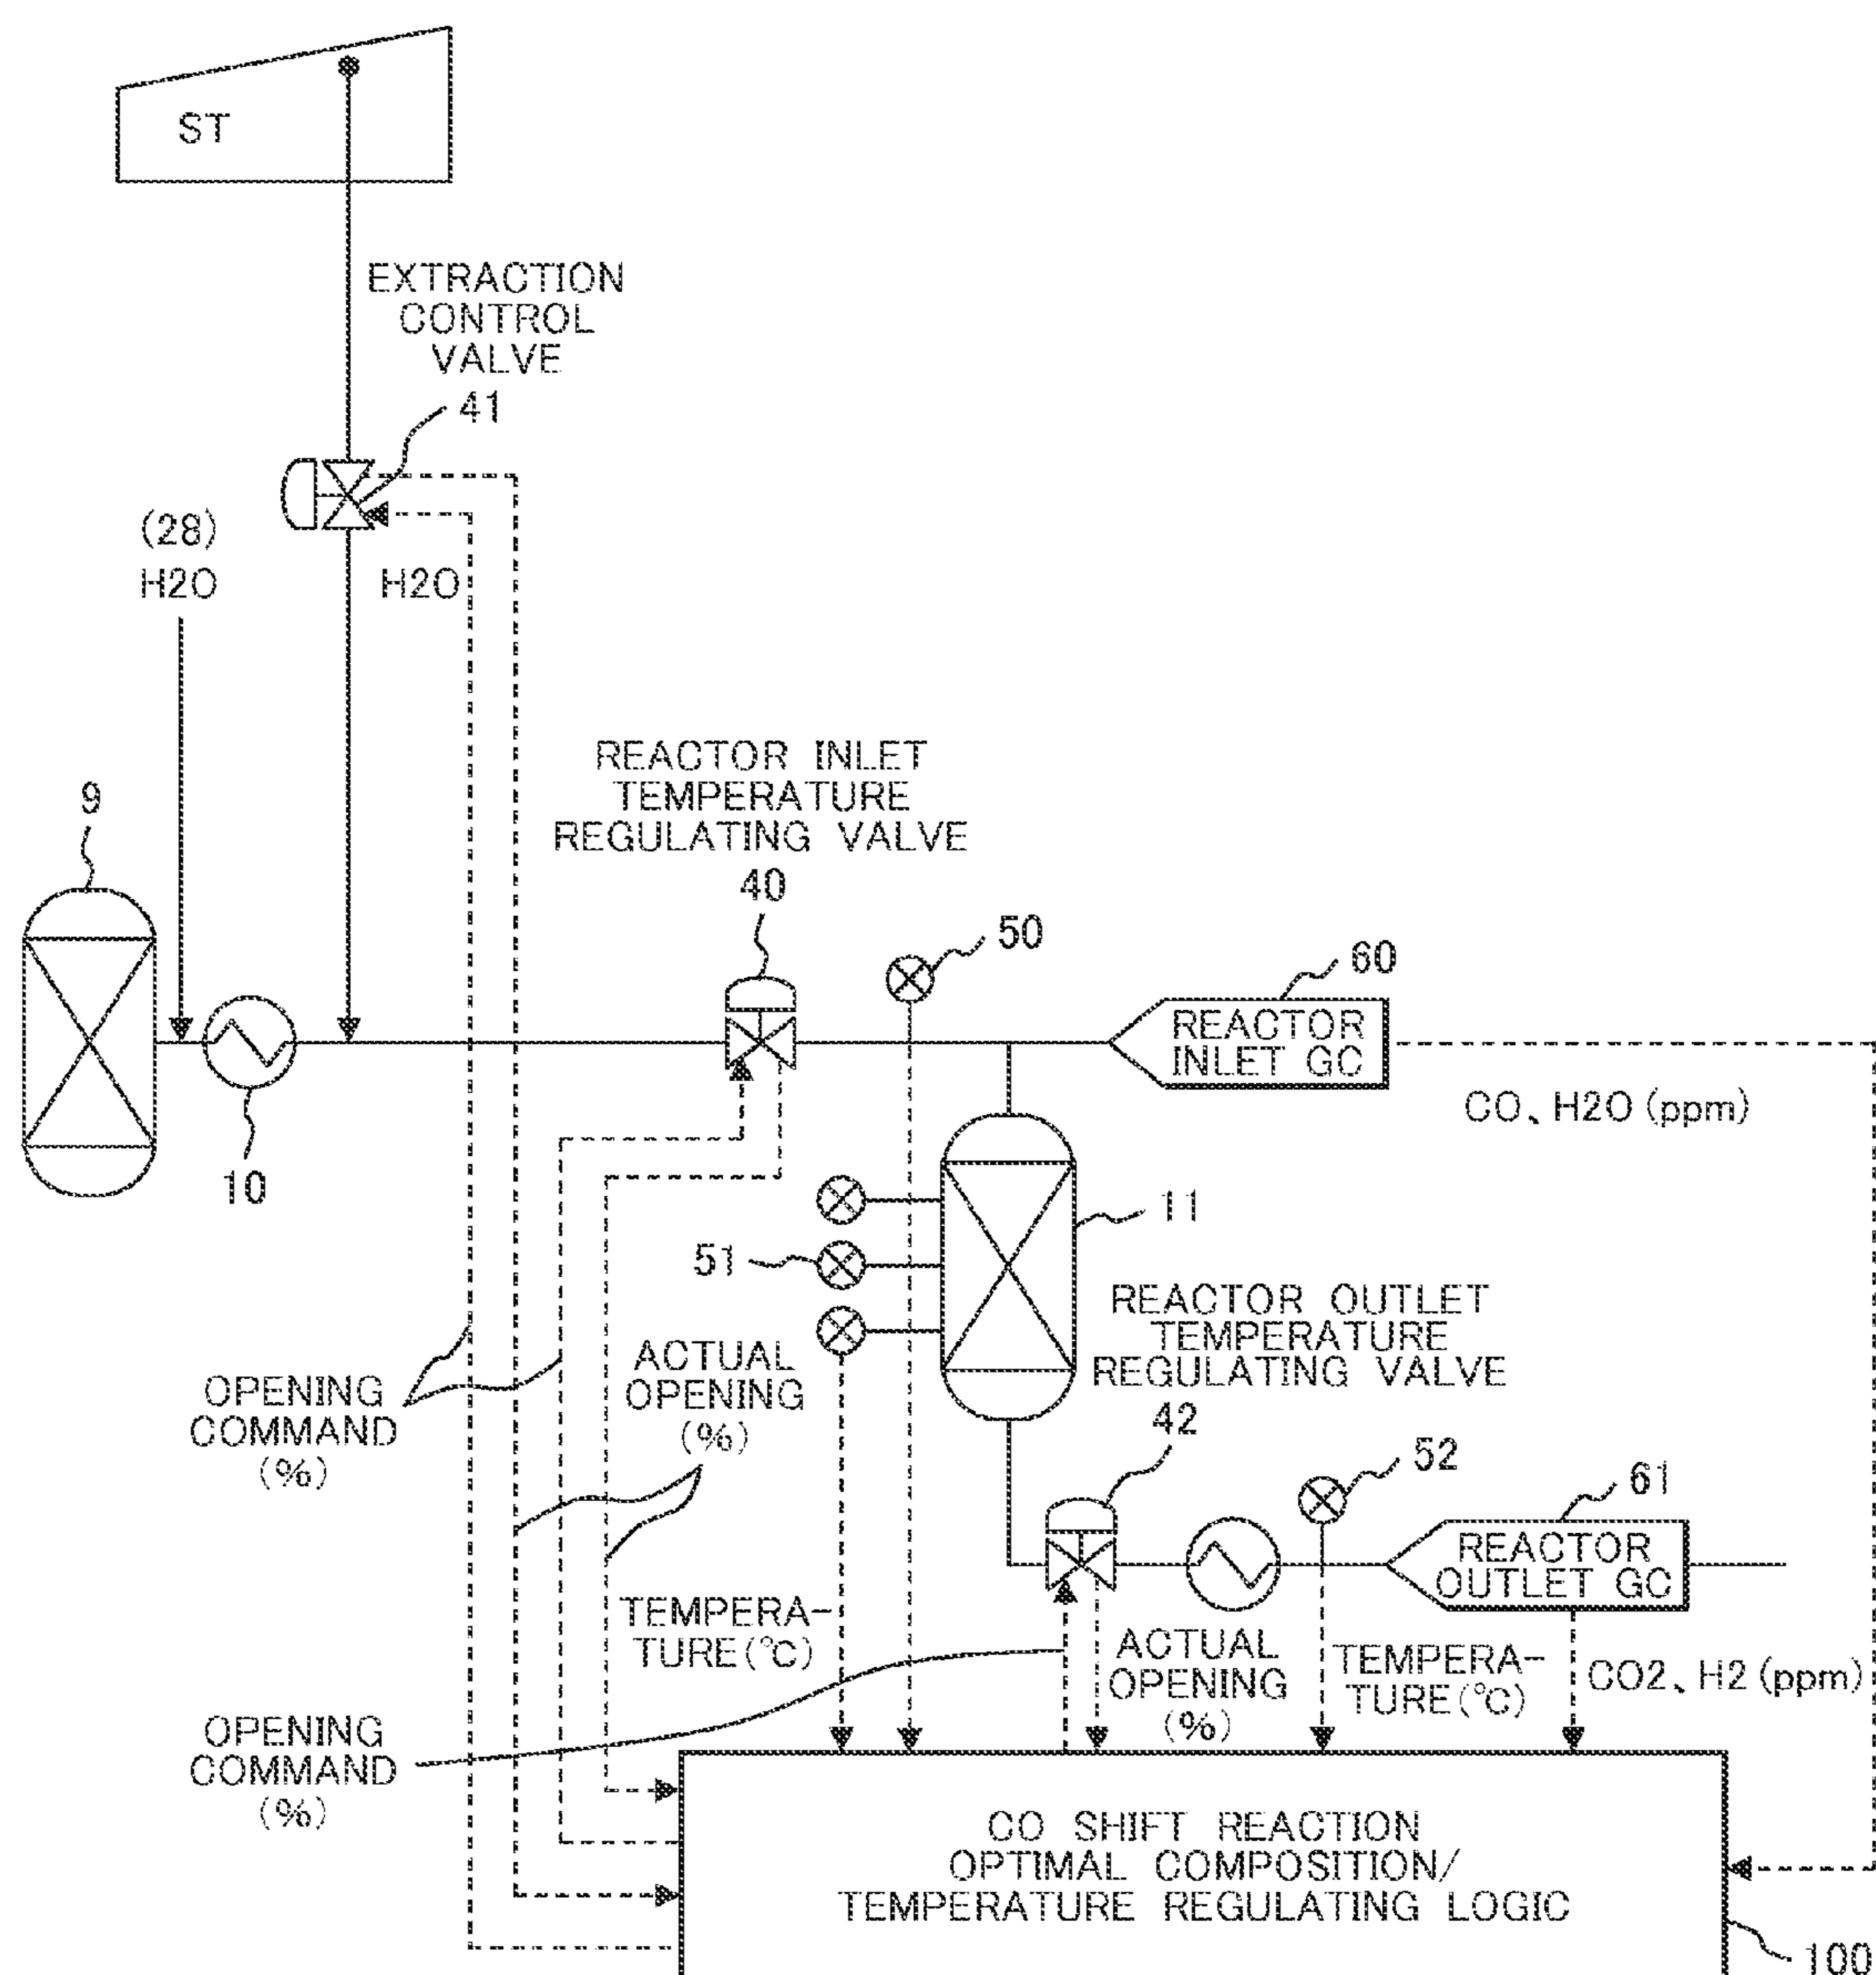 ST
EXTRACTION
CONTROL
VALVE
41
(28)
H2O
H2O
REACTOR INLET
TEMPERATURE
REGULATING VALVE
40
9
50
60
REACTOR
INLET GC
CO、H2O (ppm)
10
11
51
REACTOR OUTLET
TEMPERATURE
REGULATING VALVE
42
ACTUAL
OPENING
(%)
OPENING
COMMAND
(%)
52
61
REACTOR
OUTLET GC
TEMPERA-
TURE(℃)
ACTUAL
OPENING
(%)
TEMPERA-
TURE(℃)
CO2、H2 (ppm)
OPENING
COMMAND
(%)
CO SHIFT REACTION
OPTIMAL COMPOSITION/
TEMPERATURE REGULATING LOGIC
100